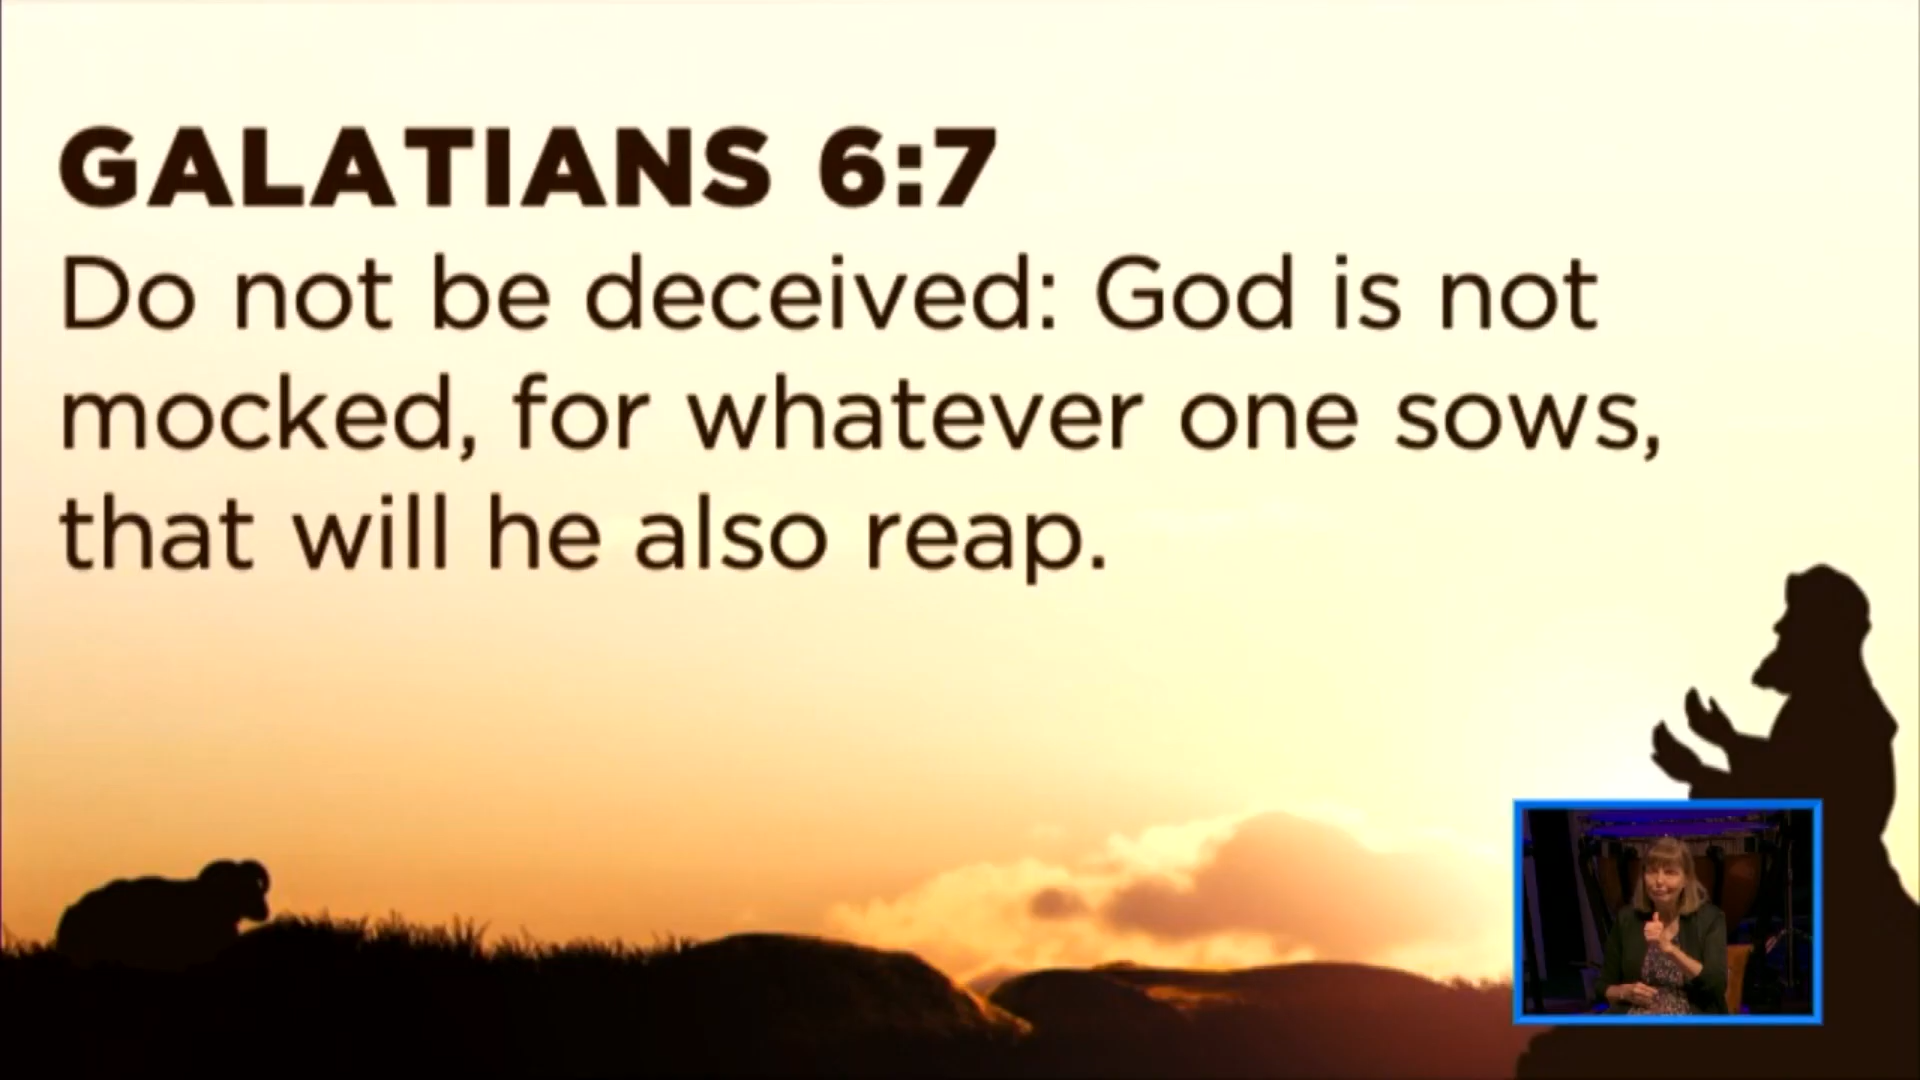 GALATIANS 6:7
Do not be deceived: God is not
mocked, for whatever one sows,
that will he also reap.